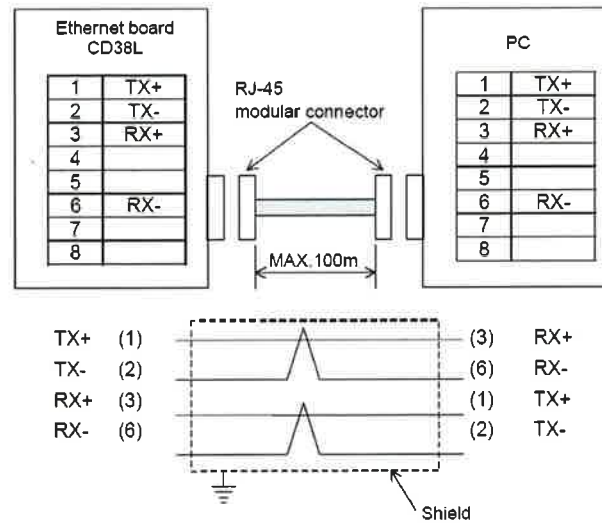 Ethernet board
CD38L
1 TX+
2 TX-
3 RX+
4
5
6 RX-
7
8
RJ-45
modular connector
PC
1 TX+
2 TX-
3 RX+
4
5
6 RX-
7
8
MAX.100m
TX+ (1) (3) RX+
TX- (2) (6) RX-
RX+ (3) (1) TX+
RX- (6) (2) TX-
Shield